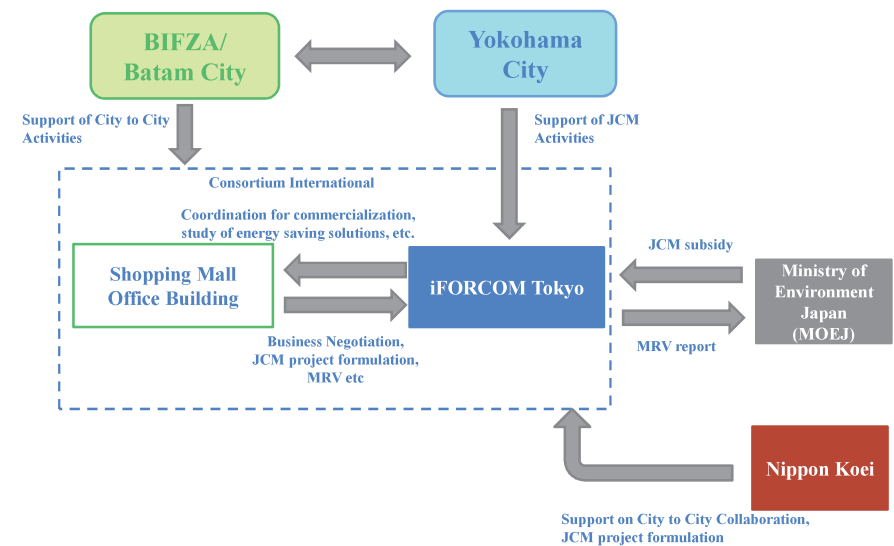 BIFZA/
Batam City
Yokohama
City
Support of City to City
Activities
Support of JCM
Activities
Consortium International
Coordination for commercialization,
study of energy saving solutions, etc.
Shopping Mall
Office Building
iFORCOM Tokyo
JCM subsidy
Ministry of
Environment
Japan
(MOEJ)
Business Negotiation,
JCM project formulation,
MRV etc
MRV report
Nippon Koei
Support on City to City Collaboration,
JCM project formulation